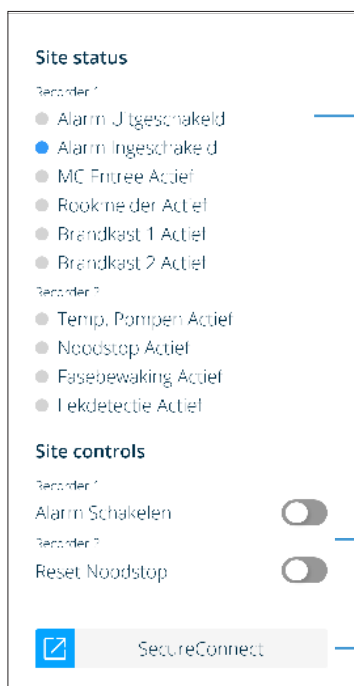 Site status
Recorder 1
Alarm Uitgeschakeld
Alarm Ingeschakeld
MC Entree Actief
Rookmelder Actief
Brandkast 1 Actief
Brandkast 2 Actief
Recorder 2
Temp. Pompen Actief
Noodstop Actief
Fasebewaking Actief
Lekdetectie Actief
Site controls
Recorder 1
Alarm Schakelen
Recorder 2
Reset Noodstop
SecureConnect